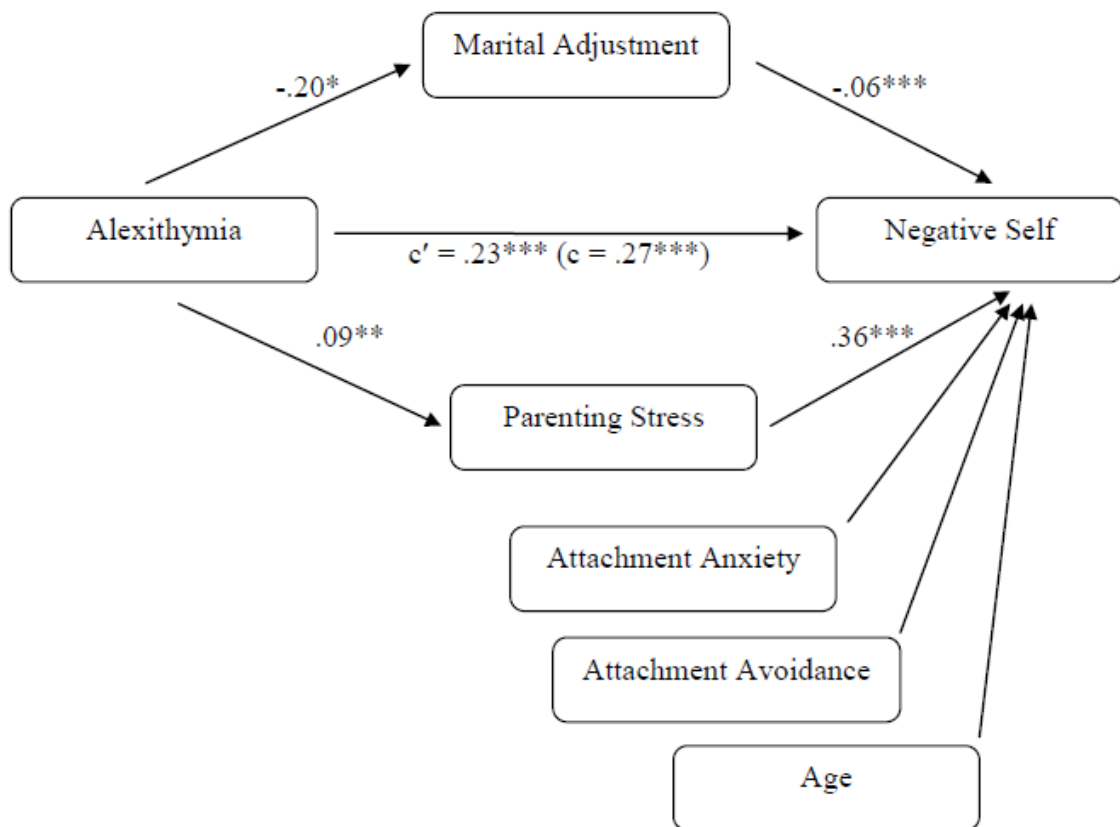 Marital Adjustment
-.20*
-.06***
Alexithymia
Negative Self
c' = .23*** (c = .27***)
.09**
.36***
Parenting Stress
Attachment Anxiety
Attachment Avoidance
Age